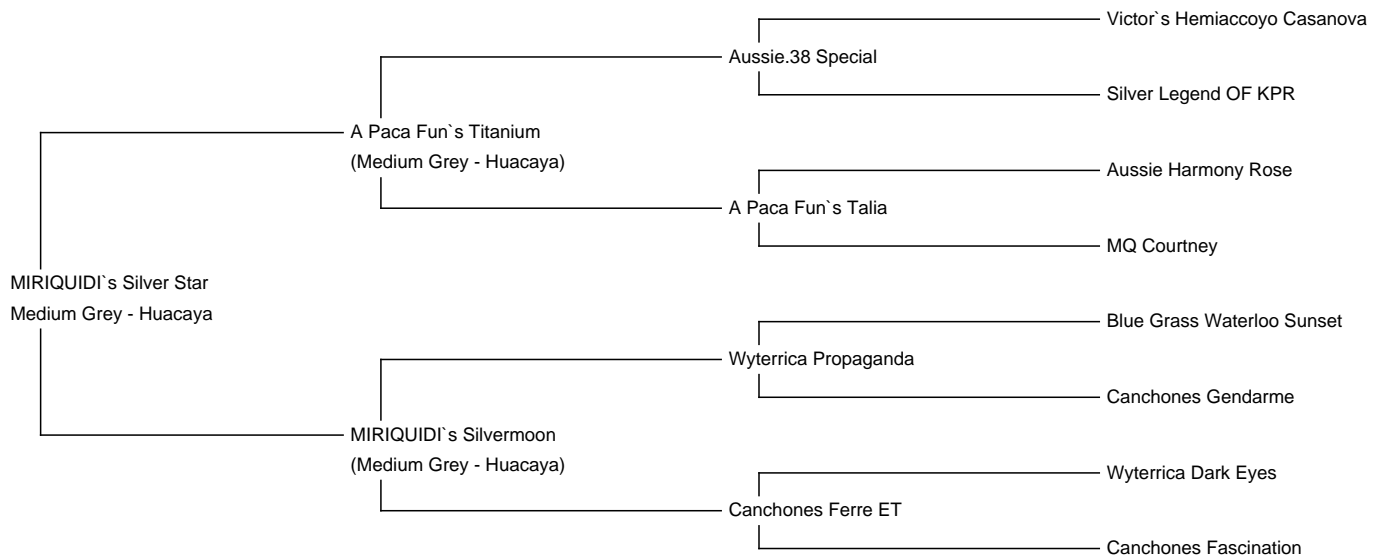 Victor`s Hemiaccoyo Casanova
Aussie.38 Special
Silver Legend OF KPR
A Paca Fun`s Titanium
(Medium Grey - Huacaya)
Aussie Harmony Rose
A Paca Fun`s Talia
MQ Courtney
MIRIQUIDI`s Silver Star
Medium Grey - Huacaya
Blue Grass Waterloo Sunset
Wyterrica Propaganda
Canchones Gendarme
MIRIQUIDI`s Silvermoon
(Medium Grey - Huacaya)
Wyterrica Dark Eyes
Canchones Ferre ET
Canchones Fascination